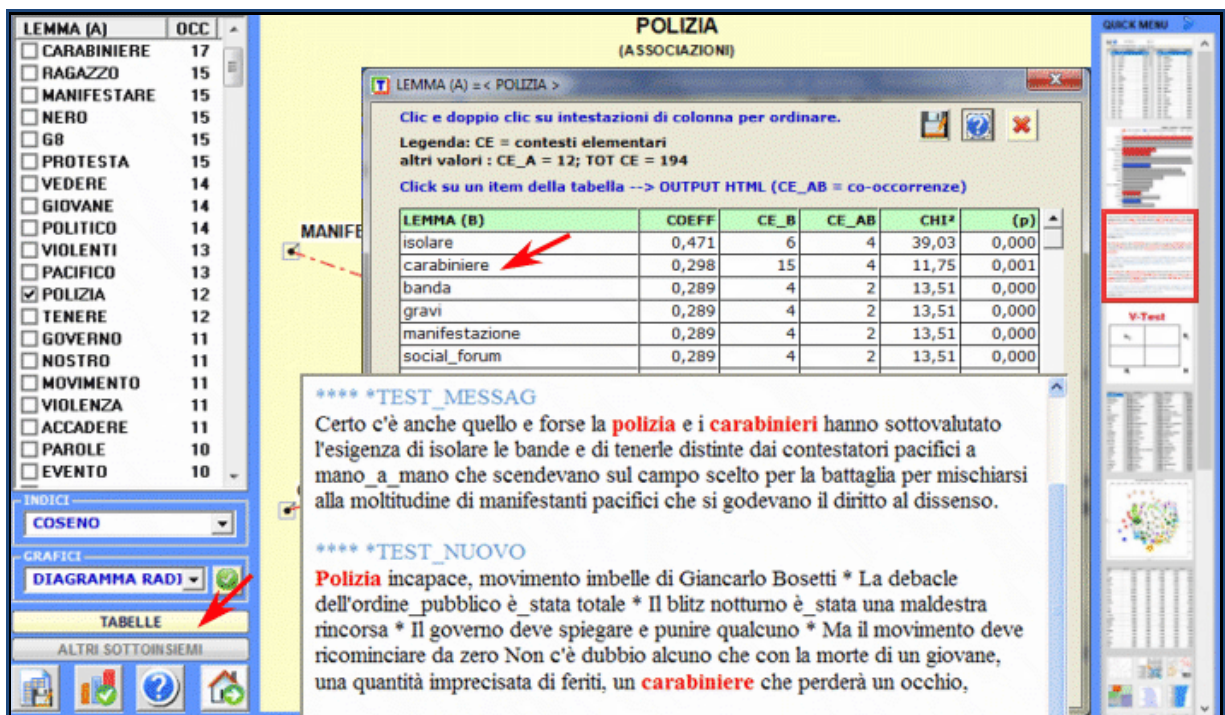 LEMMA (A) OCC
CARABINIERE 17
RAGAZZO 15
MANIFESTARE 15
NERO 15
G8 15
PROTESTA 15
VEDERE 14
GIOVANE 14
POLITICO 14
VIOLENTI 13
PACIFICO 13
POLIZIA 12
TENERE 12
GOVERNO 11
NOSTRO 11
MOVIMENTO 11
VIOLENZA 11
ACCADERE 11
PAROLE 10
EVENTO 10
INDICI
COSENO
GRAFICI
DIAGRAMMA RADI
TABELLE
ALTRI SOTTOINSIEMI
POLIZIA
(ASSOCIAZIONI)
MANIFE
LEMMA (A) = < POLIZIA >
Clic e doppio clic su intestazioni di colonna per ordinare.
Legenda: CE = contesti elementari
altri valori : CE_A = 12; TOT CE = 194
Click su un item della tabella --> OUTPUT HTML (CE_AB = co-occorrenze)
LEMMA (B) COEFF CE_B CE_AB CHI² (p)
isolare 0,471 6 4 39,03 0,000
carabiniere 0,298 15 4 11,75 0,001
banda 0,289 4 2 13,51 0,000
gravi 0,289 4 2 13,51 0,000
manifestazione 0,289 4 2 13,51 0,000
social_forum 0,289 4 2 13,51 0,000
**** *TEST_MESSAG
Certo c'è anche quello e forse la polizia e i carabinieri hanno sottovalutato
l'esigenza di isolare le bande e di tenerle distinte dai contestatori pacifici a
mano_a_mano che scendevano sul campo scelto per la battaglia per mischiarsi
alla moltitudine di manifestanti pacifici che si godevano il diritto al dissenso.
**** *TEST_NUOVO
Polizia incapace, movimento imbelle di Giancarlo Bosetti * La debacle
dell'ordine_pubblico è_stata totale * Il blitz notturno è_stata una maldestra
rincorsa * Il governo deve spiegare e punire qualcuno * Ma il movimento deve
ricominciare da zero Non c'è dubbio alcuno che con la morte di un giovane,
una quantità imprecisata di feriti, un carabiniere che perderà un occhio,
QUICK MENU
V-Test